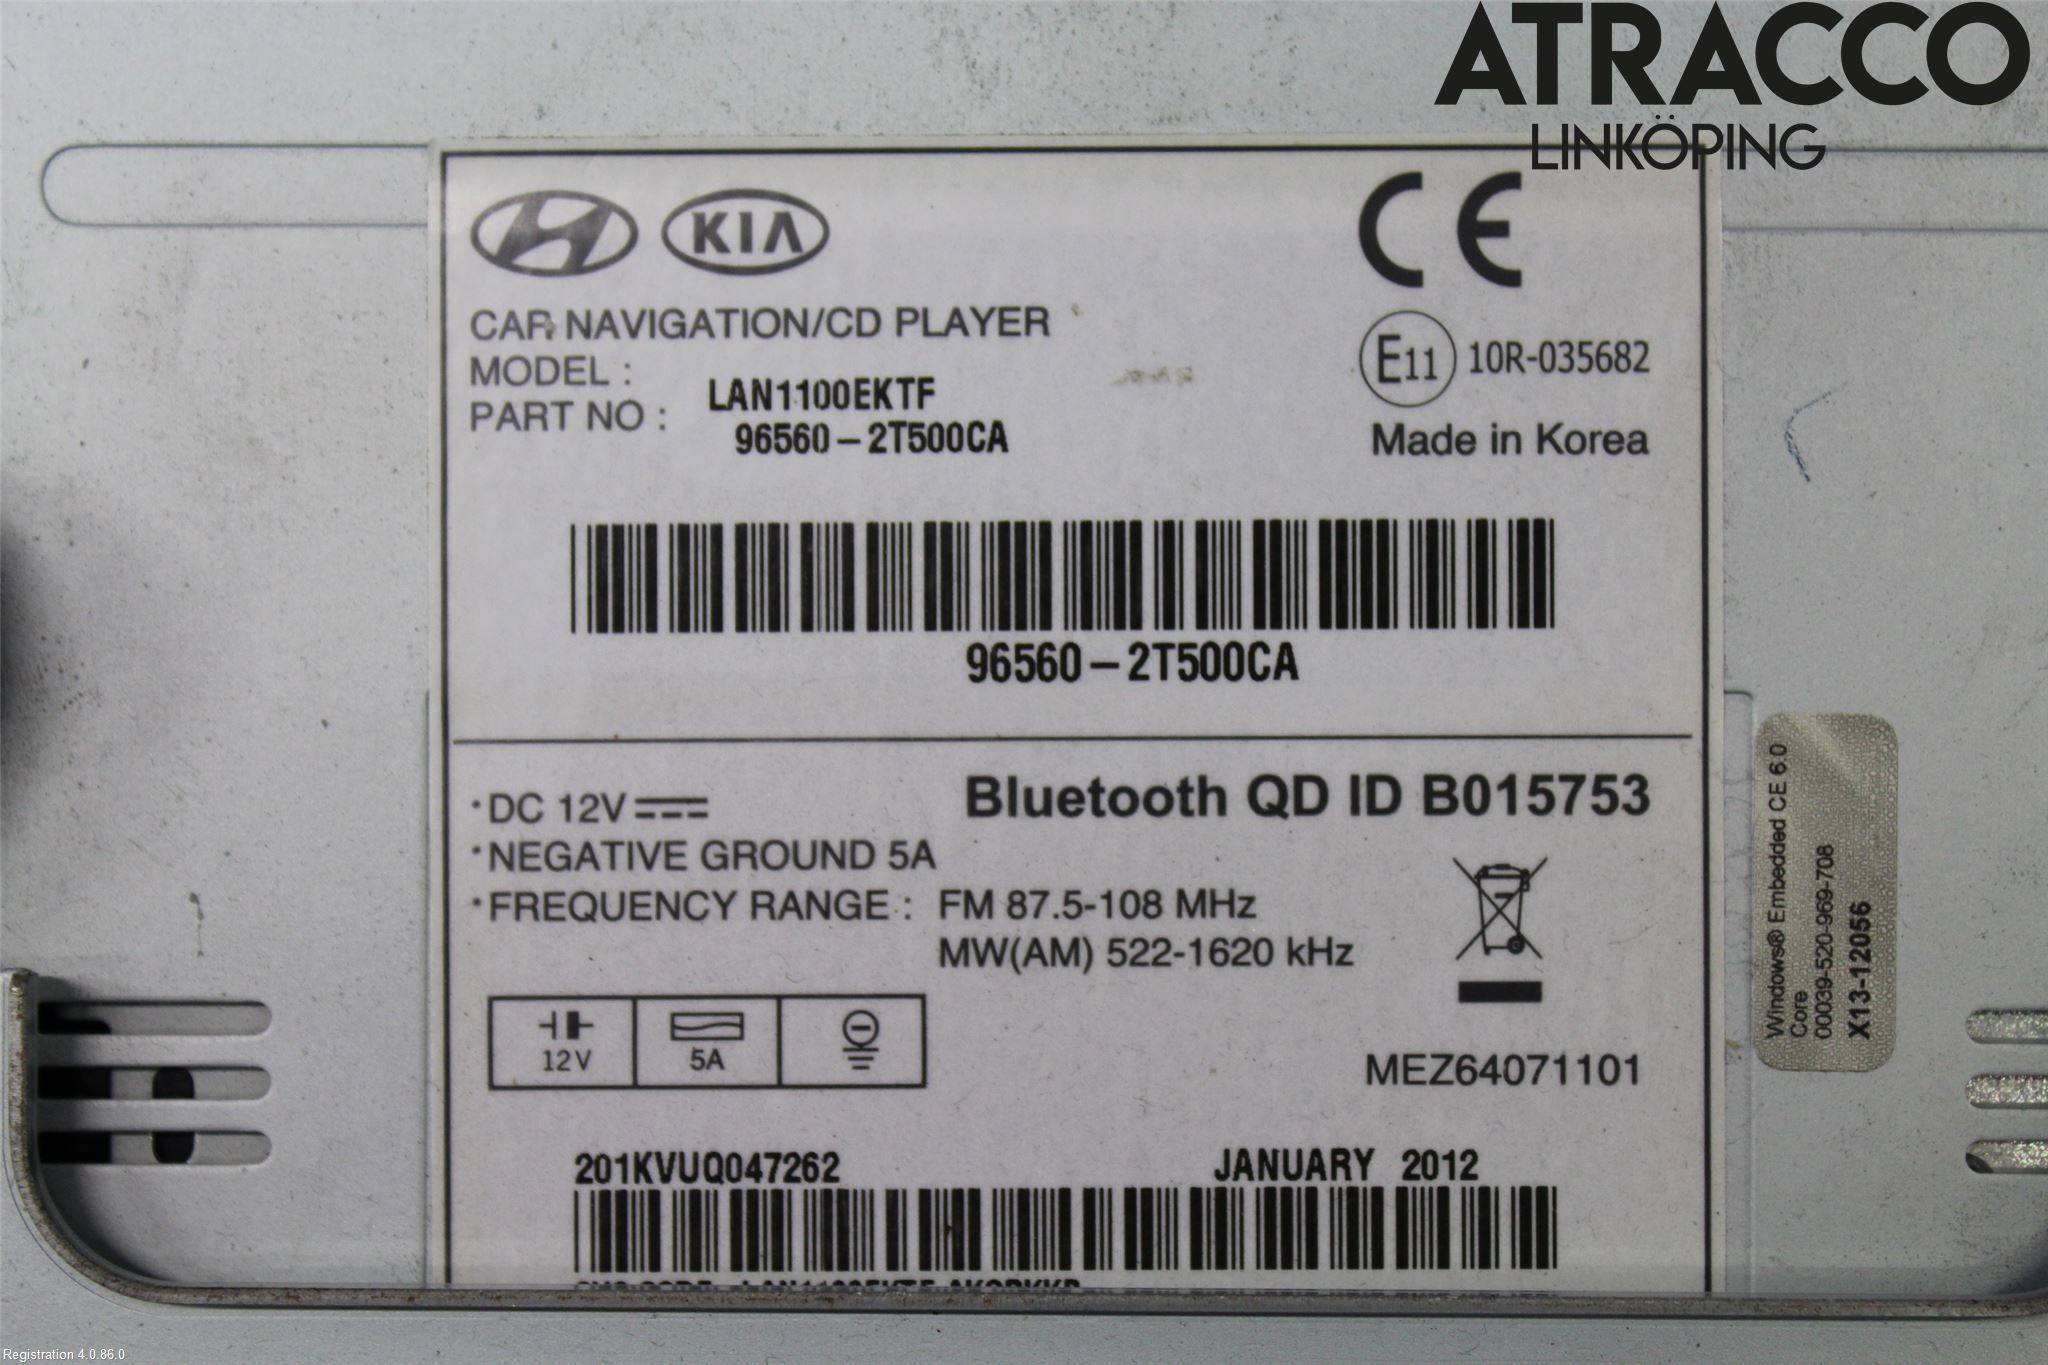 ATRACCO
LINKÖPING
KIA
CE
CAR NAVIGATION/CD PLAYER
MODEL :
LAN1100EKTF
PART NO :
96560-2T500CA
E11 10R-035682
Made in Korea
96560-2T500CA
·DC 12V
Bluetooth QD ID B015753
·NEGATIVE GROUND 5A
·FREQUENCY RANGE : FM 87.5-108 MHz
MW(AM) 522-1620 kHz
12V
5A
MEZ64071101
201KVUQ047262
JANUARY 2012
Windows® Embedded CE 6.0
Core
00039-520-969-708
X13-12056
Registration 4.0.86.0